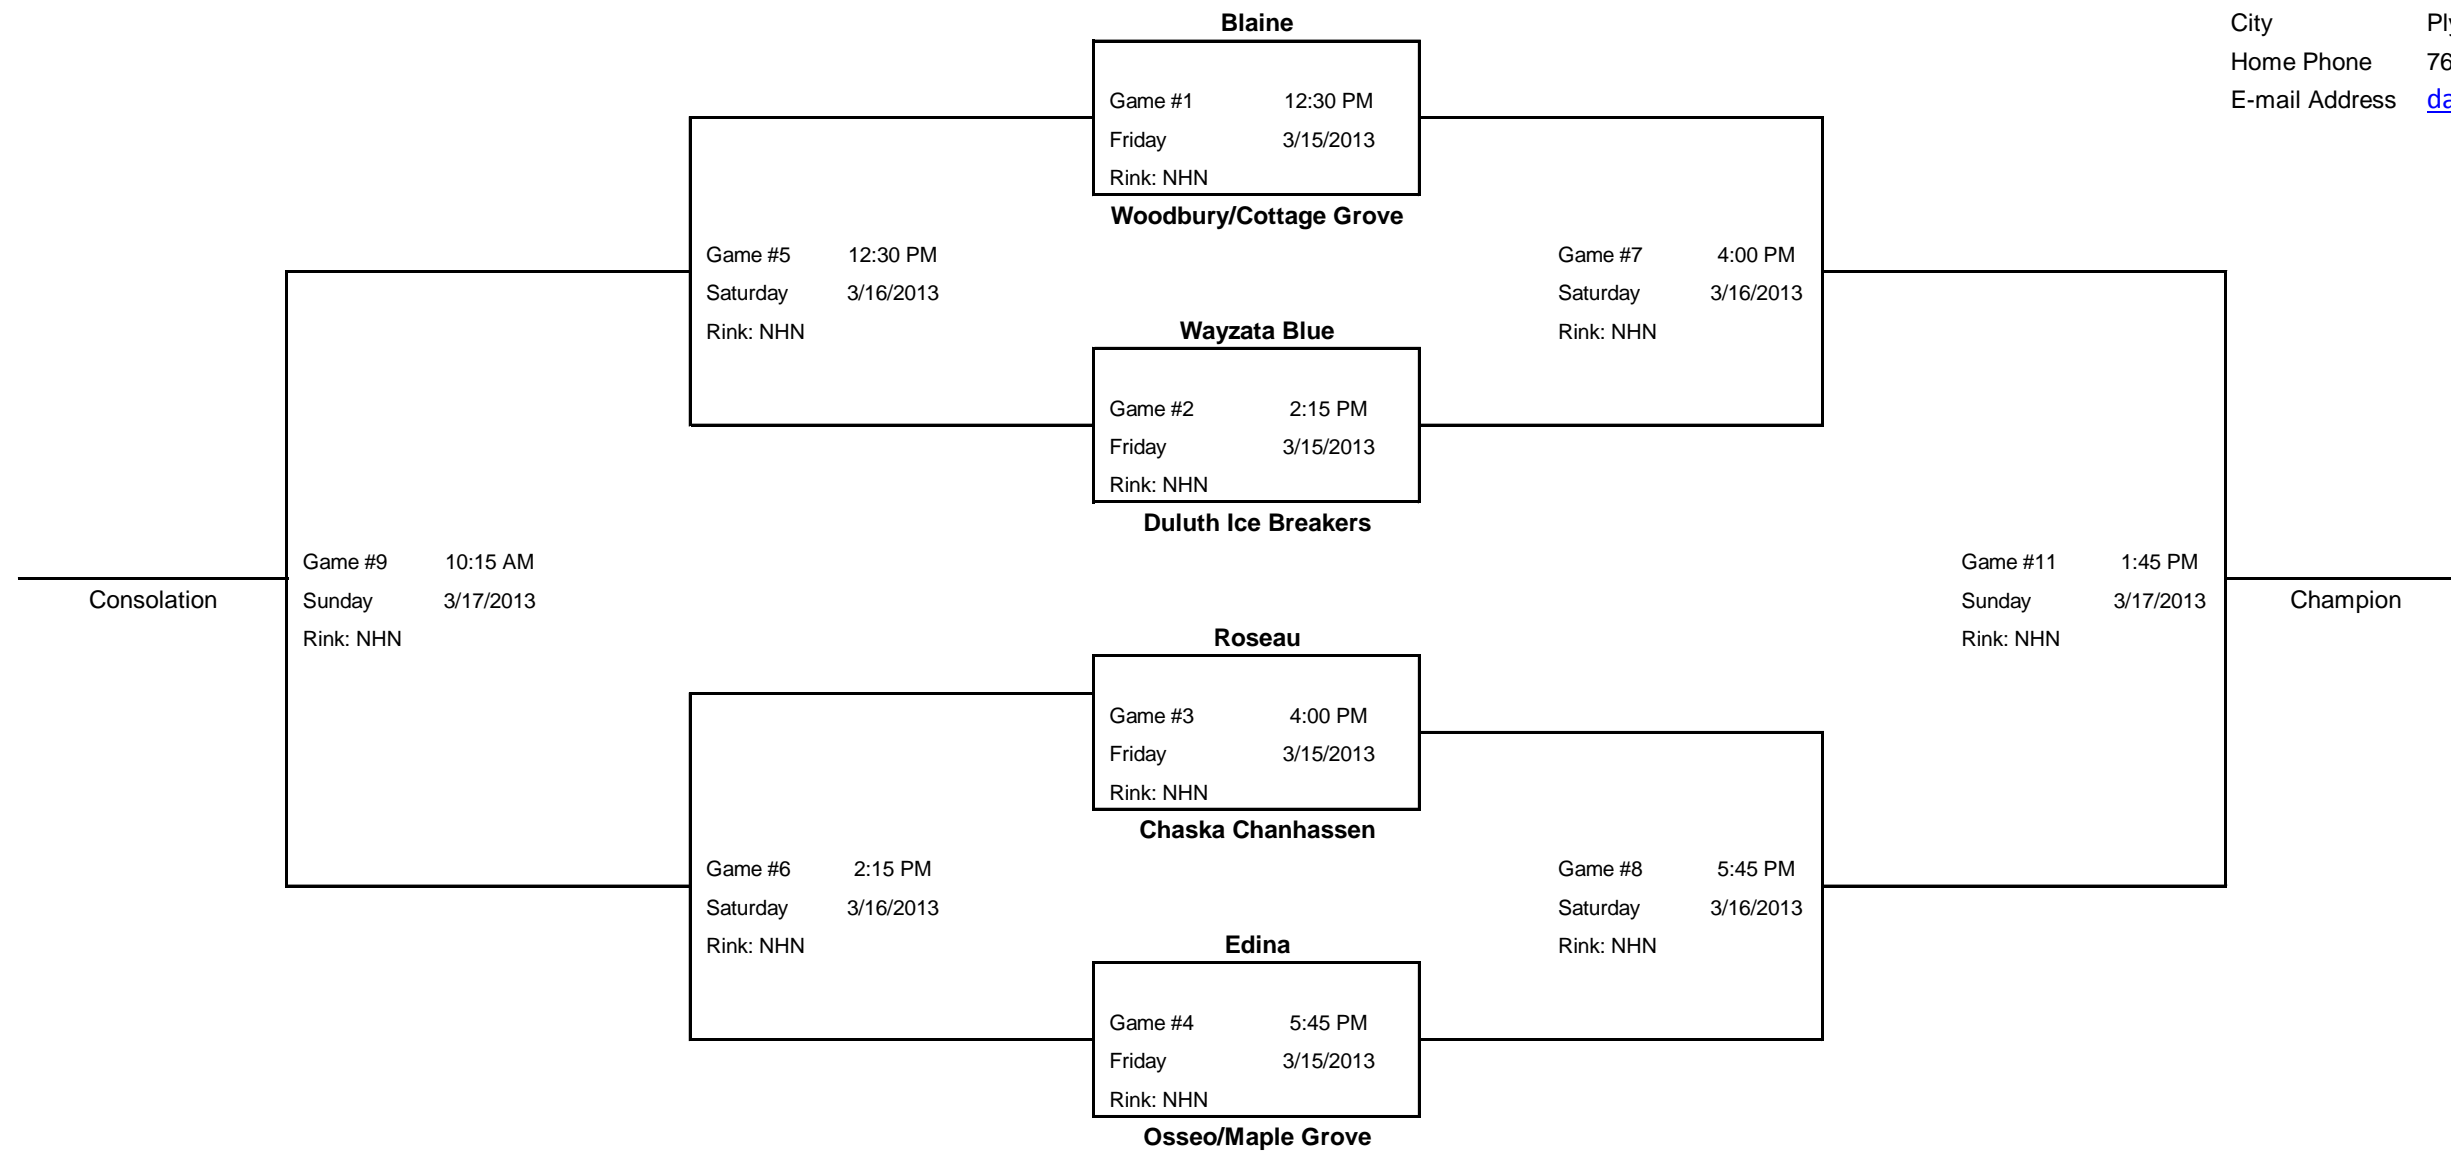 Blaine
City
Home Phone
E-mail Address
Game #1 12:30 PM
Friday 3/15/2013
Rink: NHN
Woodbury/Cottage Grove
Game #5 12:30 PM
Saturday 3/16/2013
Rink: NHN
Game #7 4:00 PM
Saturday 3/16/2013
Rink: NHN
Wayzata Blue
Game #2 2:15 PM
Friday 3/15/2013
Rink: NHN
Duluth Ice Breakers
Game #9 10:15 AM
Sunday 3/17/2013
Rink: NHN
Consolation
Game #11 1:45 PM
Sunday 3/17/2013
Rink: NHN
Champion
Roseau
Game #3 4:00 PM
Friday 3/15/2013
Rink: NHN
Chaska Chanhassen
Game #6 2:15 PM
Saturday 3/16/2013
Rink: NHN
Game #8 5:45 PM
Saturday 3/16/2013
Rink: NHN
Edina
Game #4 5:45 PM
Friday 3/15/2013
Rink: NHN
Osseo/Maple Grove